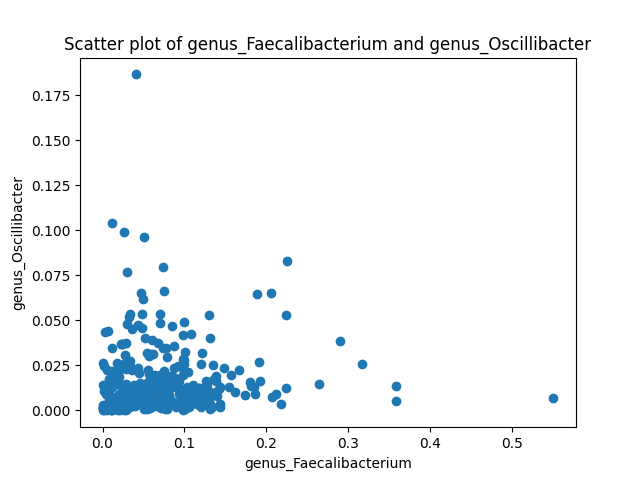 Scatter plot of genus_Faecalibacterium and genus_Oscillibacter
0.175
0.150
0.125
0.100
0.075
0.050
0.025
0.000
genus_Oscillibacter
0.0 0.1 0.2 0.3 0.4 0.5
genus_Faecalibacterium